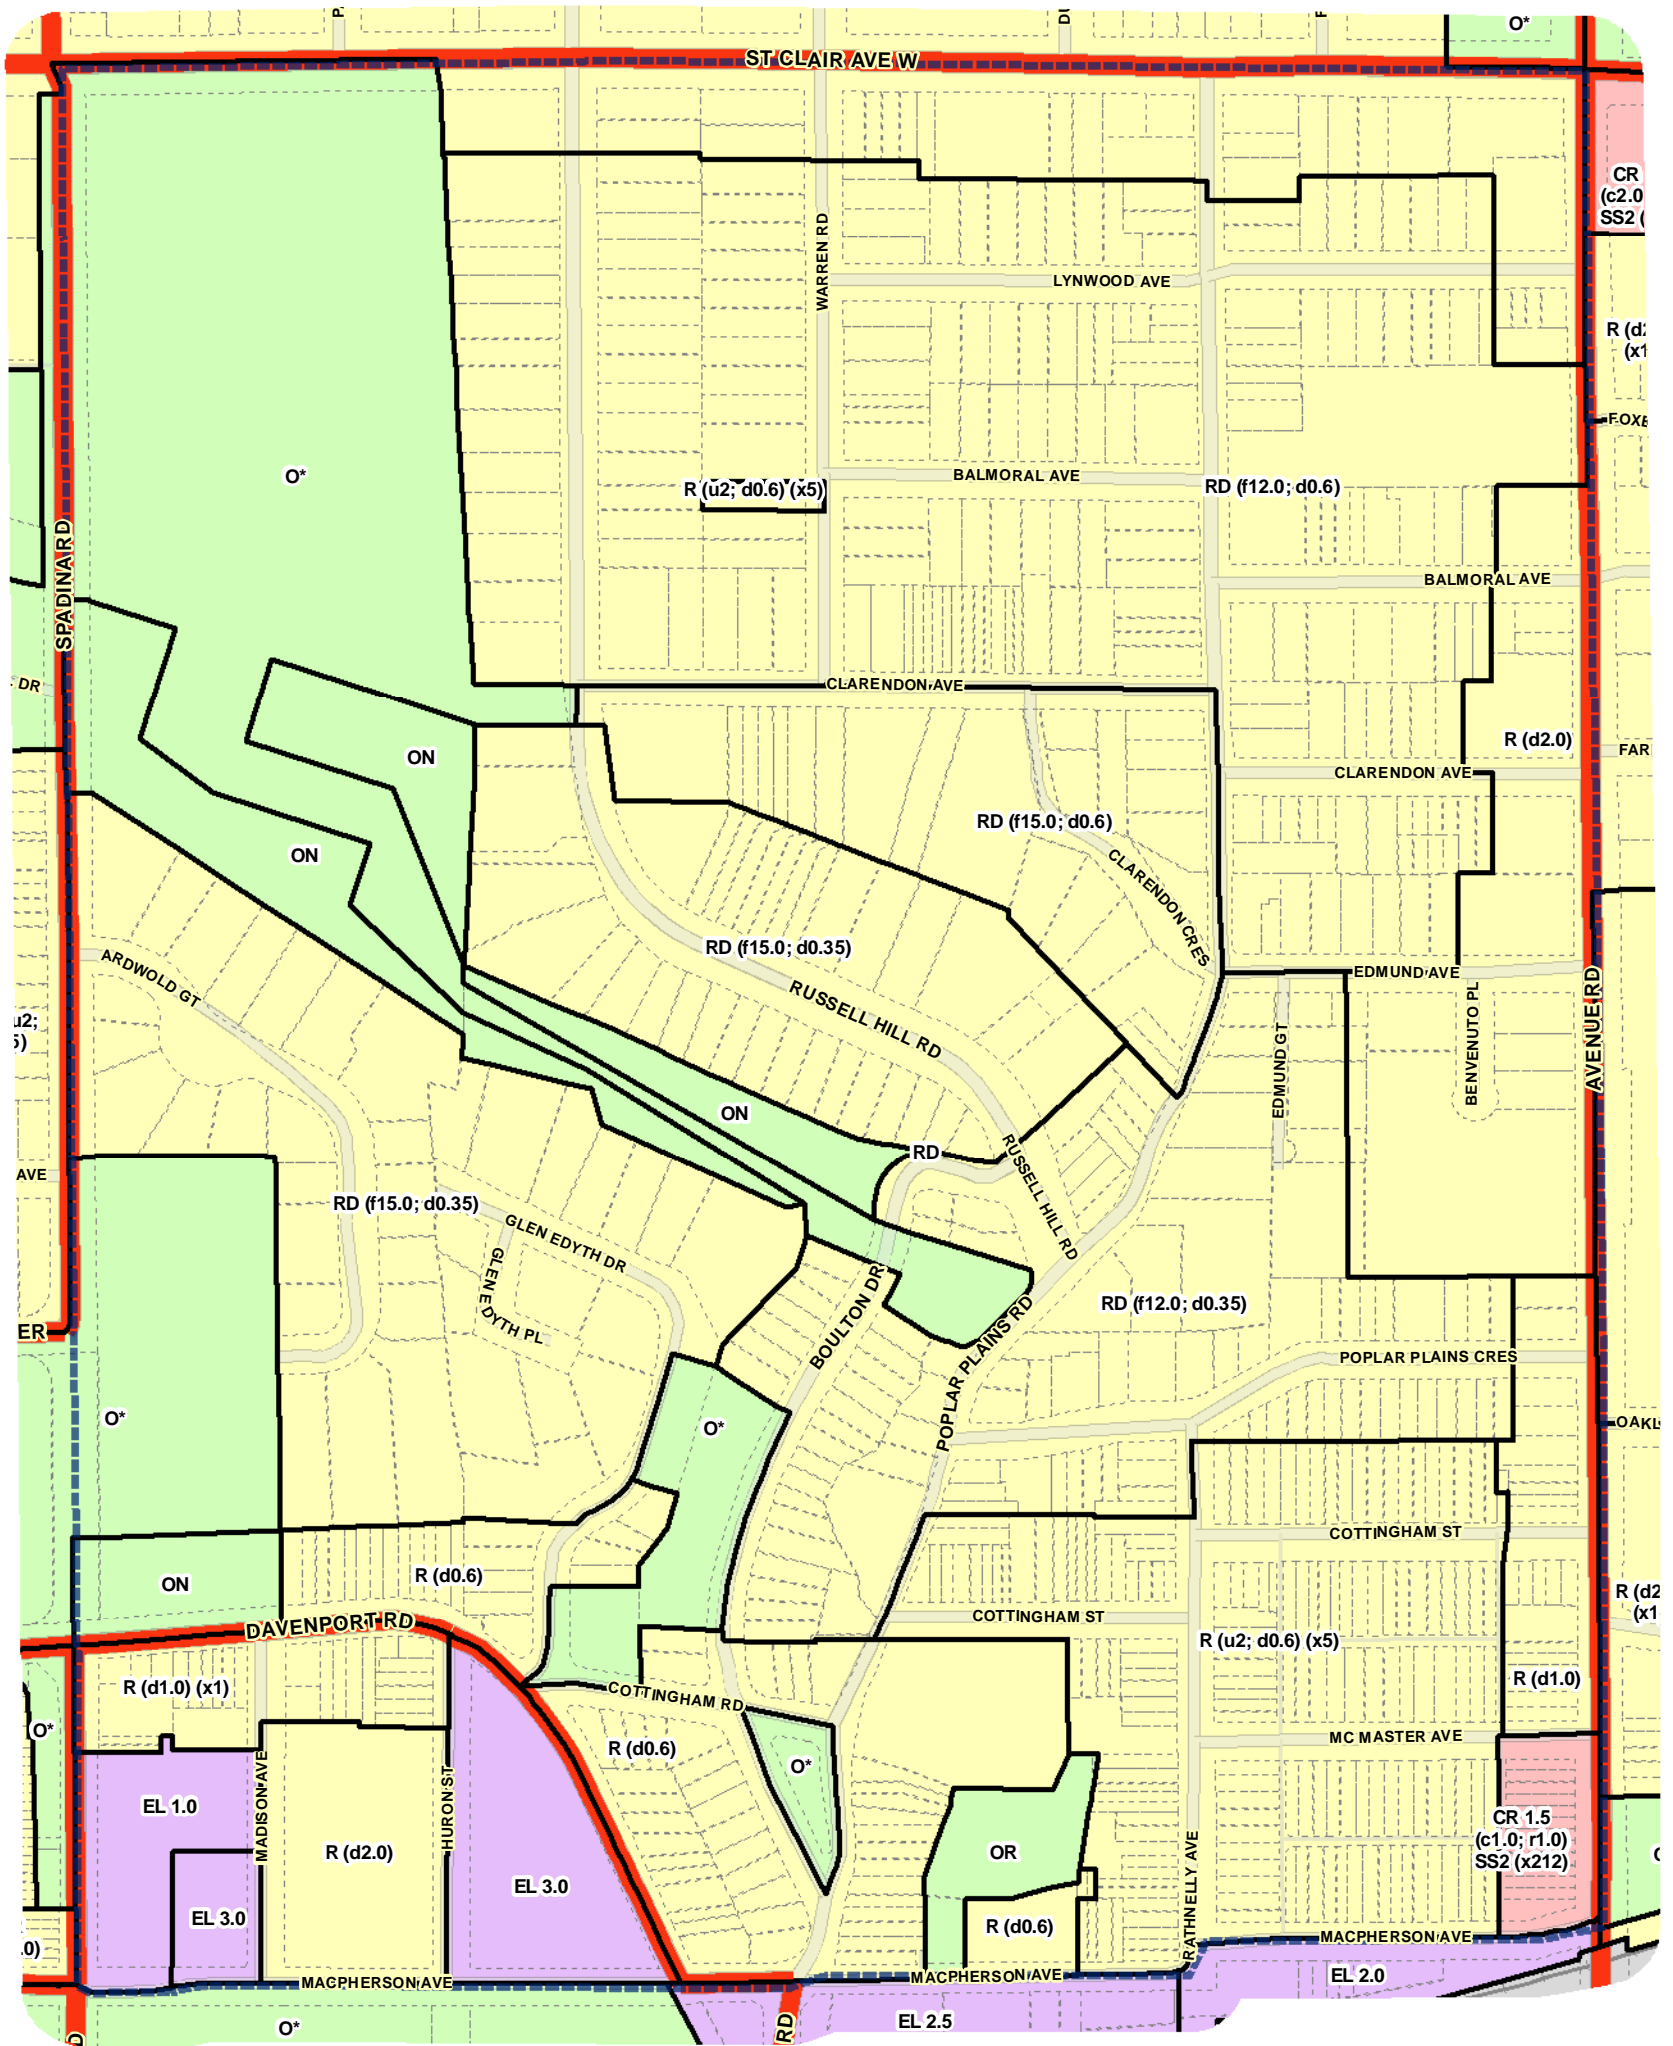 O*
ST CLAIR AVE W
CR
(c2.0
SS2 (
WARREN RD
LYNWOOD AVE
R (d2
(x1
FOXB
O*
R (u2; d0.6) (x5)
BALMORAL AVE
RD (f12.0; d0.6)
SPADINA RD
BALMORAL AVE
DR
CLARENDON AVE
R (d2.0)
FAR
ON
CLARENDON AVE
RD (f15.0; d0.6)
ON
CLARENDON CRES
RD (f15.0; d0.35)
ARDWOLD GT
EDMUND AVE
RUSSELL HILL RD
AVENUE RD
u2;
5)
EDMUND GT
BENVENUTO PL
ON
RD
RUSSELL HILL RD
AVE
RD (f15.0; d0.35)
GLEN EDYTH DR
GLEN EDYTH PL
BOULTON DR
RD (f12.0; d0.35)
POPLAR PLAINS RD
ER
POPLAR PLAINS CRES
O*
O*
OAKL
COTTINGHAM ST
ON
R (d0.6)
R (d2
(x1
DAVENPORT RD
COTTINGHAM ST
R (u2; d0.6) (x5)
R (d1.0) (x1)
R (d1.0)
COTTINGHAM RD
O*
MC MASTER AVE
R (d0.6)
O*
EL 1.0
MADISON AVE
HURON ST
R (d2.0)
CR 1.5
(c1.0; r1.0)
SS2 (x212)
OR
EL 3.0
EL 3.0
R (d0.6)
RATHNELLY AVE
MACPHERSON AVE
.0)
MACPHERSON AVE
MACPHERSON AVE
EL 2.0
O*
EL 2.5
RD
D